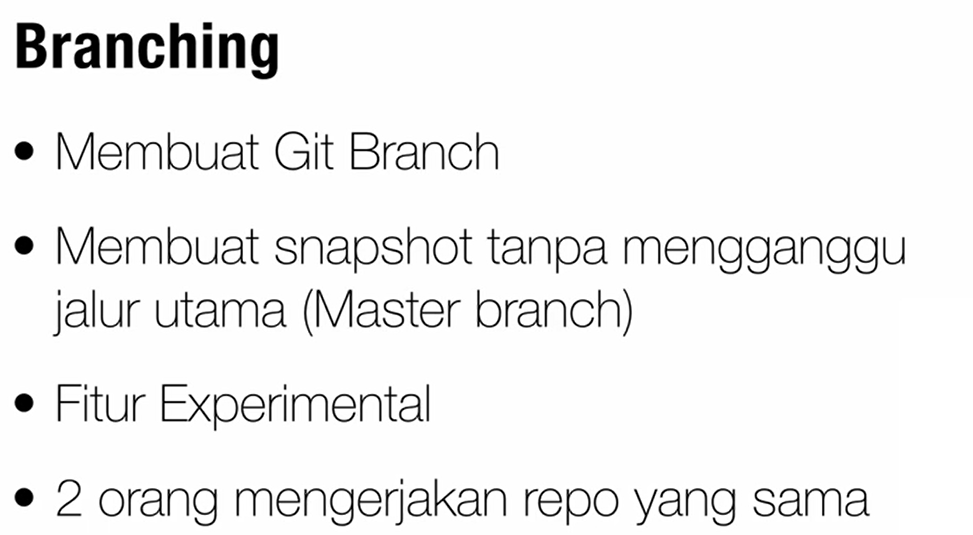 Branching
• Membuat Git Branch
• Membuat snapshot tanpa mengganggu
jalur utama (Master branch)
• Fitur Experimental
• 2 orang mengerjakan repo yang sama